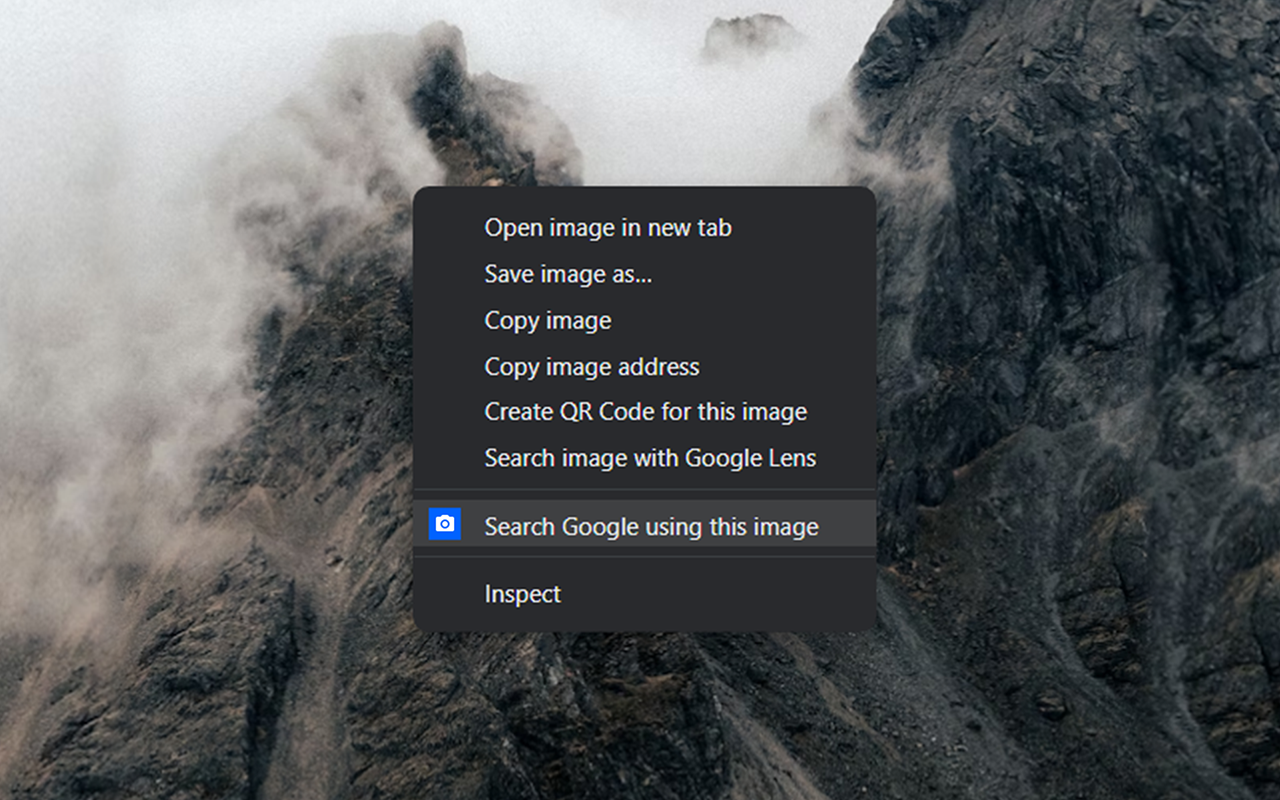 Open image in new tab
Save image as...
Copy image
Copy image address
Create QR Code for this image
Search image with Google Lens
Search Google using this image
Inspect